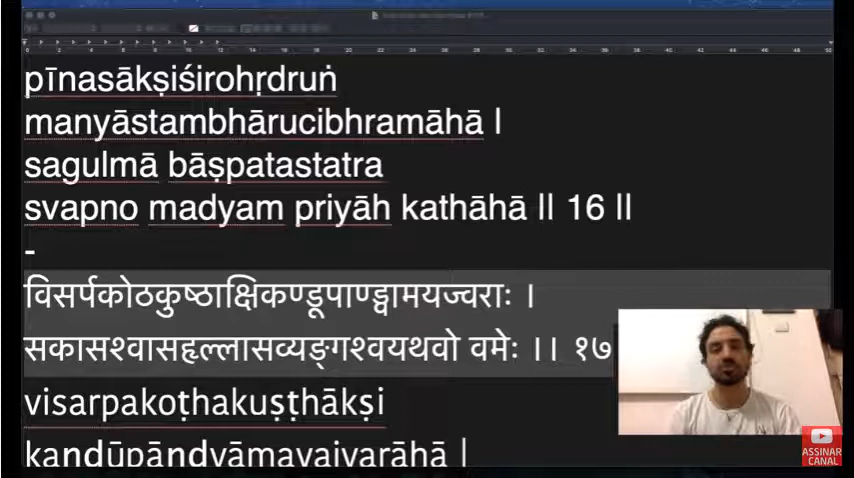 pīnasākṣiśirohṛdruṅ
manyāstambhārucibhramāhā |
sagulmā bāṣpatastatra
svapno madyam priyāh kathāhā || 16 ||
-
विसर्पकोठकुष्ठाक्षिकण्डूपाण्ड्वामयज्वराः ।
सकासश्वासहृल्लासव्यङ्गश्वयथवो वमेः ।। १७
visarpakoṭhakuṣṭhākṣi
kandūpāndvāmayajvarāhā |
ASSINAR
CANAL